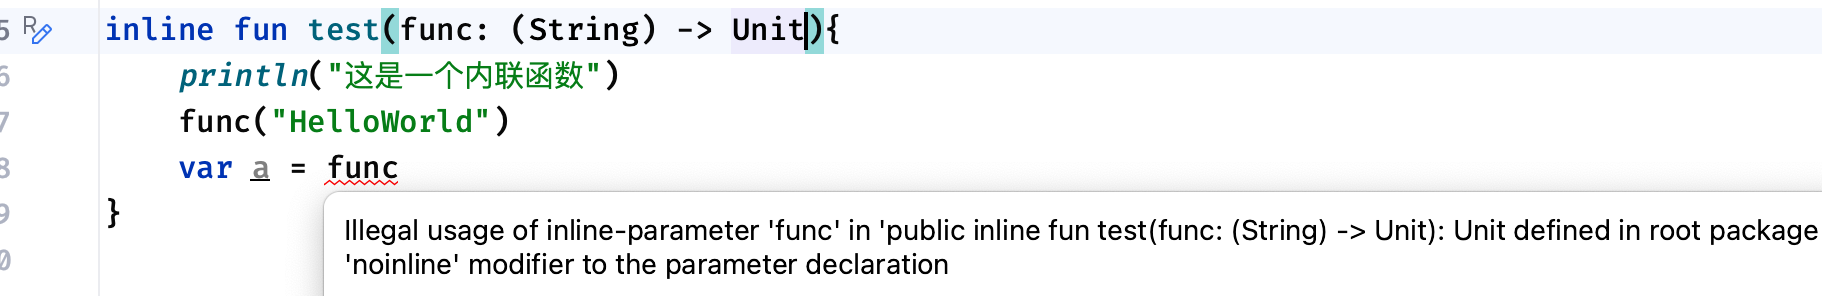 5 inline fun test(func: (String) -> Unit){
6 println("这是一个内联函数")
7 func("HelloWorld")
8 var a = func
9 }
0
Illegal usage of inline-parameter 'func' in 'public inline fun test(func: (String) -> Unit): Unit defined in root package
'noinline' modifier to the parameter declaration